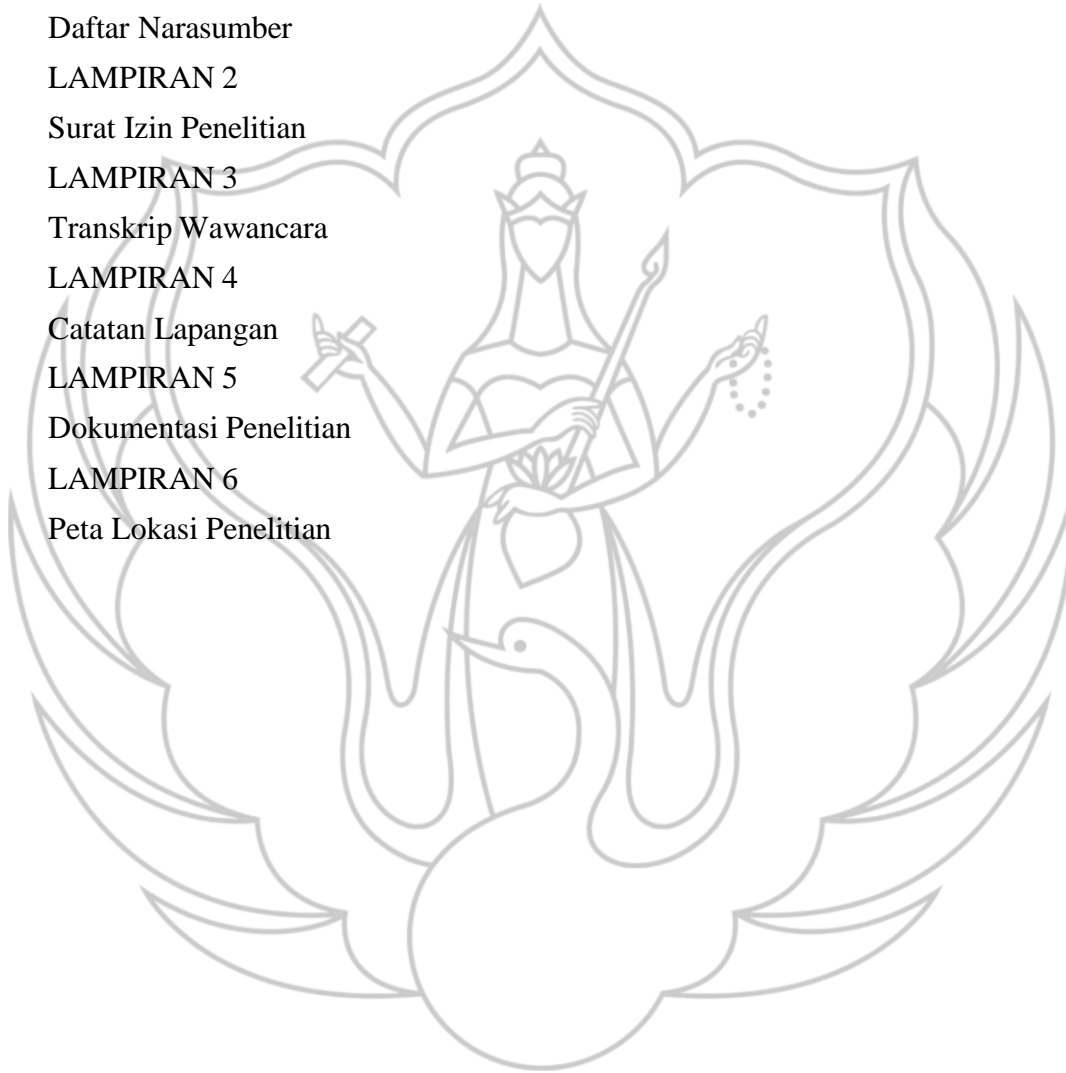 Daftar Narasumber
LAMPIRAN 2
Surat Izin Penelitian
LAMPIRAN 3
Transkrip Wawancara
LAMPIRAN 4
Catatan Lapangan
LAMPIRAN 5
Dokumentasi Penelitian
LAMPIRAN 6
Peta Lokasi Penelitian